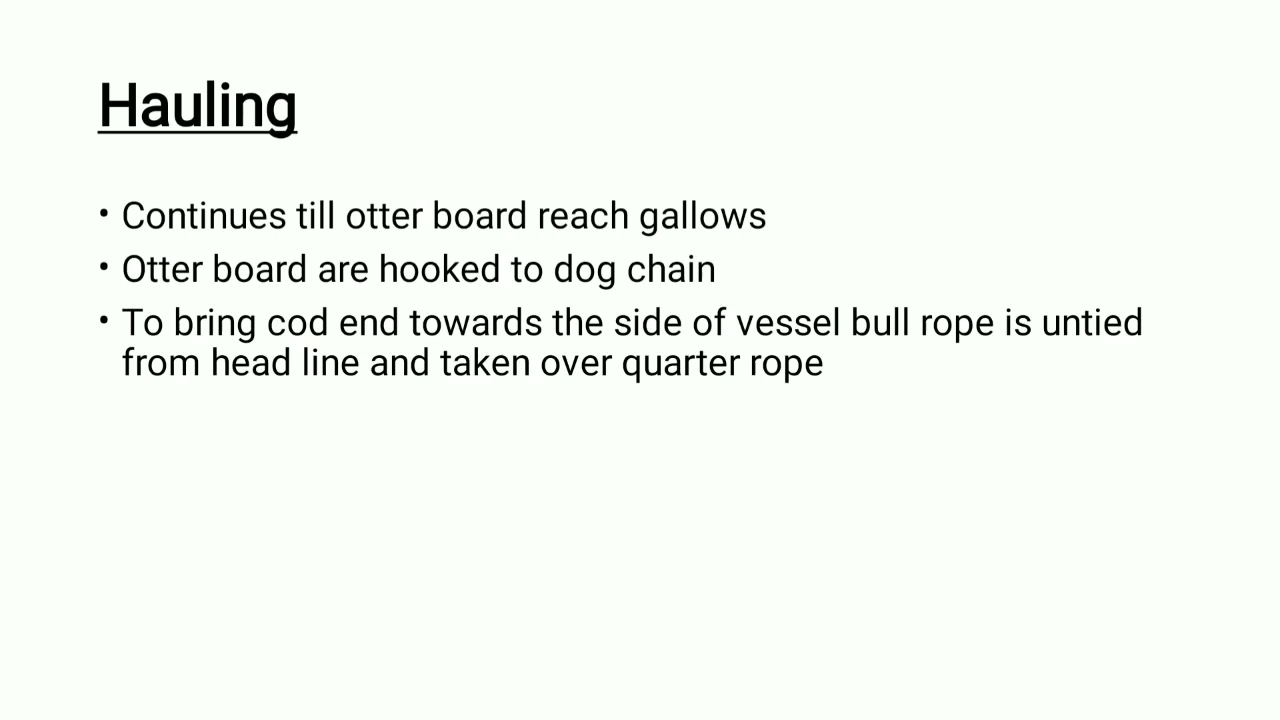 Hauling
• Continues till otter board reach gallows
• Otter board are hooked to dog chain
• To bring cod end towards the side of vessel bull rope is untied
from head line and taken over quarter rope